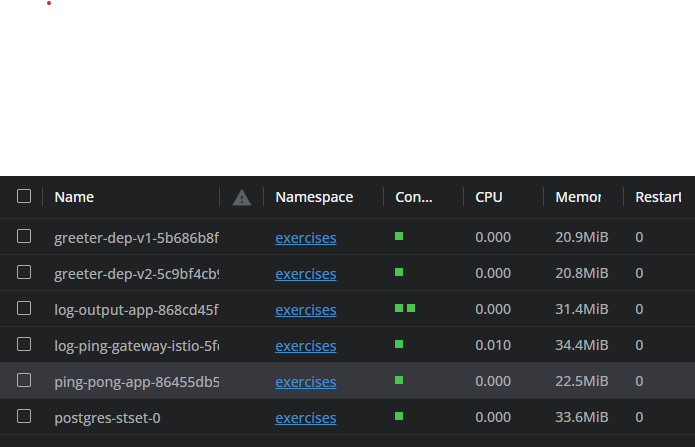 Name Namespace Con... CPU Memor Restart
greeter-dep-v1-5b686b8f exercises 0.000 20.9MiB 0
greeter-dep-v2-5c9bf4cb9 exercises 0.000 20.8MiB 0
log-output-app-868cd45f exercises 0.000 31.4MiB 0
log-ping-gateway-istio-5f exercises 0.010 34.4MiB 0
ping-pong-app-86455db5 exercises 0.000 22.5MiB 0
postgres-stset-0 exercises 0.000 33.6MiB 0